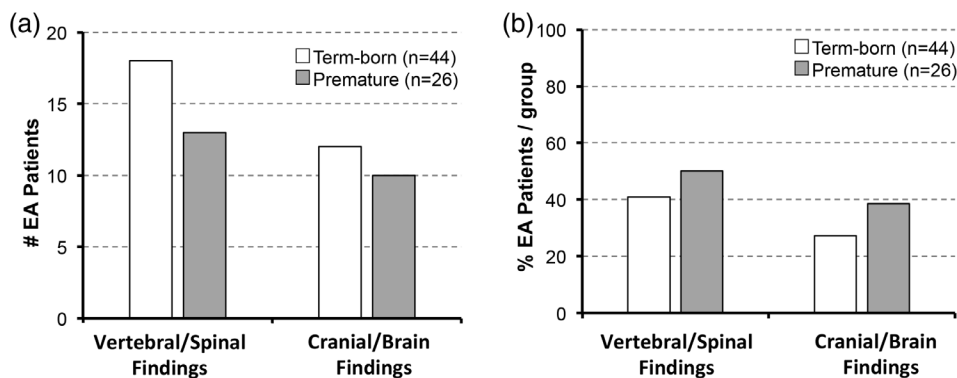 (a)
# EA Patients
20
15
10
5
0
Term-born (n=44)
Premature (n=26)
Vertebral/Spinal
Findings
Cranial/Brain
Findings
(b)
% EA Patients / group
100
80
60
40
20
0
Term-born (n=44)
Premature (n=26)
Vertebral/Spinal
Findings
Cranial/Brain
Findings